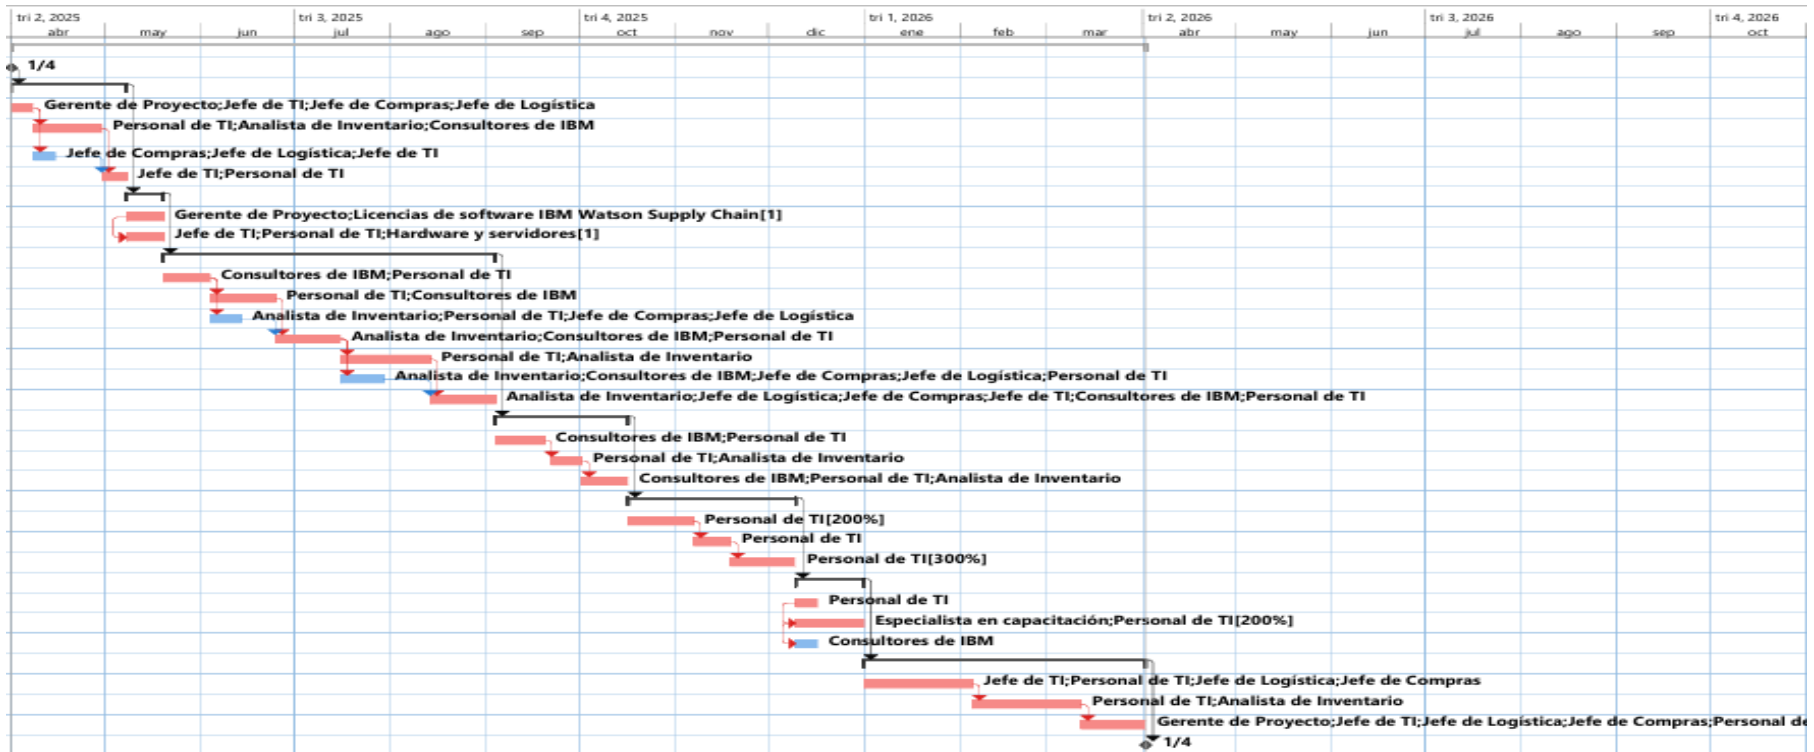 tri 2, 2025 tri 3, 2025 tri 4, 2025 tri 1, 2026 tri 2, 2026 tri 3, 2026 tri 4, 2026
abr may jun jul ago sep oct nov dic ene feb mar abr may jun jul ago sep oct
1/4
Gerente de Proyecto;Jefe de TI;Jefe de Compras;Jefe de Logística
Personal de TI;Analista de Inventario;Consultores de IBM
Jefe de Compras;Jefe de Logística;Jefe de TI
Jefe de TI;Personal de TI
Gerente de Proyecto;Licencias de software IBM Watson Supply Chain[1]
Jefe de TI;Personal de TI;Hardware y servidores[1]
Consultores de IBM;Personal de TI
Personal de TI;Consultores de IBM
Analista de Inventario;Personal de TI;Jefe de Compras;Jefe de Logística
Analista de Inventario;Consultores de IBM;Personal de TI
Personal de TI;Analista de Inventario
Analista de Inventario;Consultores de IBM;Jefe de Compras;Jefe de Logística;Personal de TI
Analista de Inventario;Jefe de Logística;Jefe de Compras;Jefe de TI;Consultores de IBM;Personal de TI
Consultores de IBM;Personal de TI
Personal de TI;Analista de Inventario
Consultores de IBM;Personal de TI;Analista de Inventario
Personal de TI[200%]
Personal de TI
Personal de TI[300%]
Personal de TI
Especialista en capacitación;Personal de TI[200%]
Consultores de IBM
Jefe de TI;Personal de TI;Jefe de Logística;Jefe de Compras
Personal de TI;Analista de Inventario
Gerente de Proyecto;Jefe de TI;Jefe de Logística;Jefe de Compras;Personal de
1/4